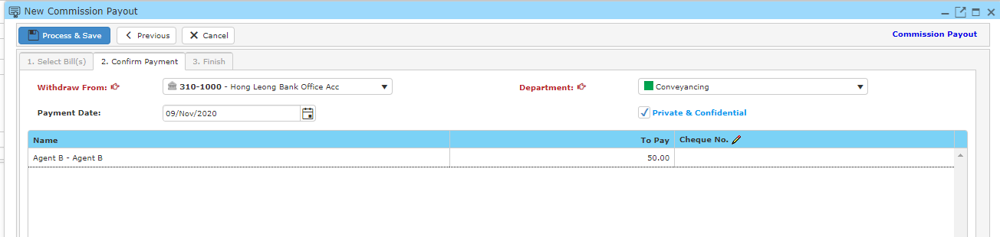 New Commission Payout
Process & Save Previous Cancel Commission Payout
1. Select Bill(s) 2. Confirm Payment 3. Finish
Withdraw From: 310-1000 - Hong Leong Bank Office Acc Department: Conveyancing
Payment Date: 09/Nov/2020 Private & Confidential
Name To Pay Cheque No.
Agent B - Agent B 50.00